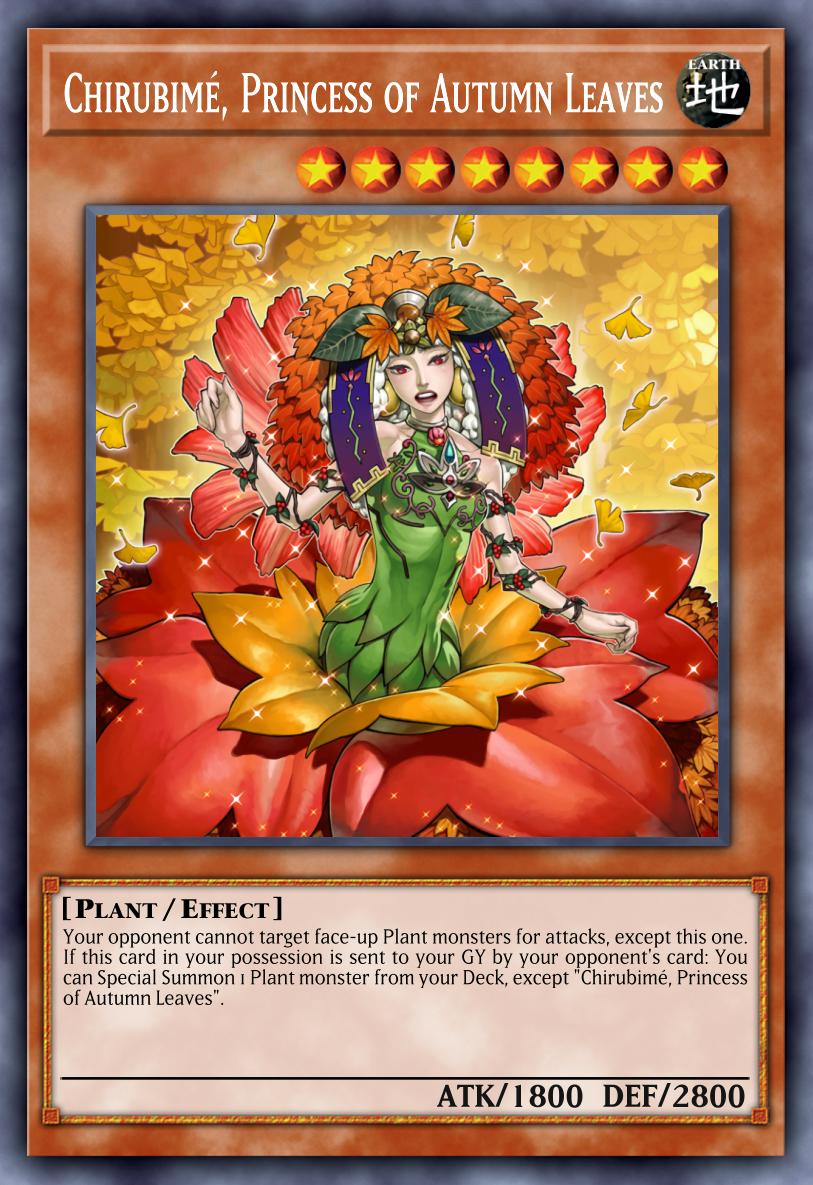 CHIRUBIMÉ, PRINCESS OF AUTUMN LEAVES
EARTH
地
[PLANT / EFFECT]
Your opponent cannot target face-up Plant monsters for attacks, except this one.
If this card in your possession is sent to your GY by your opponent's card: You
can Special Summon 1 Plant monster from your Deck, except "Chirubimé, Princess
of Autumn Leaves".
ATK/1800 DEF/2800